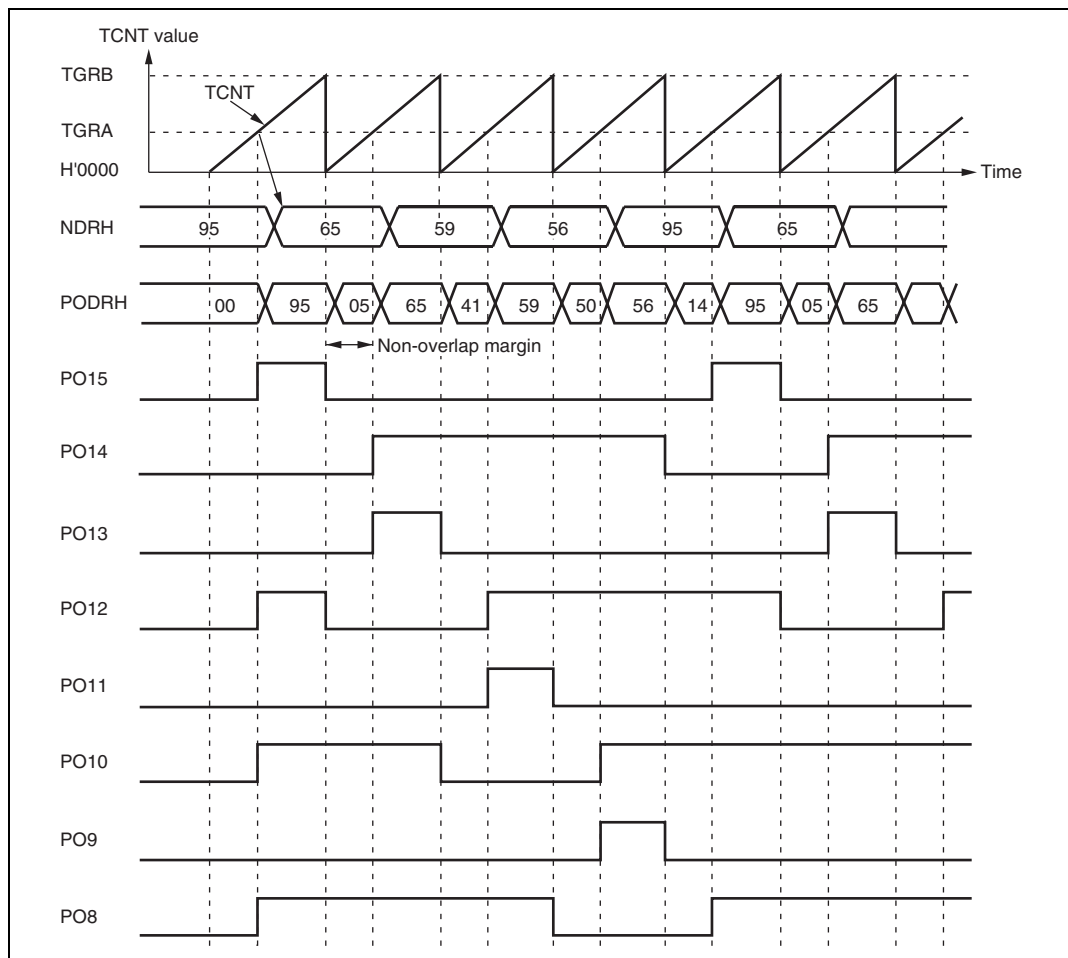 TCNT value
TGRB
TCNT
TGRA
H'0000
Time
NDRH 95 65 59 56 95 65
PODRH 00 95 05 65 41 59 50 56 14 95 05 65
Non-overlap margin
PO15
PO14
PO13
PO12
PO11
PO10
PO9
PO8